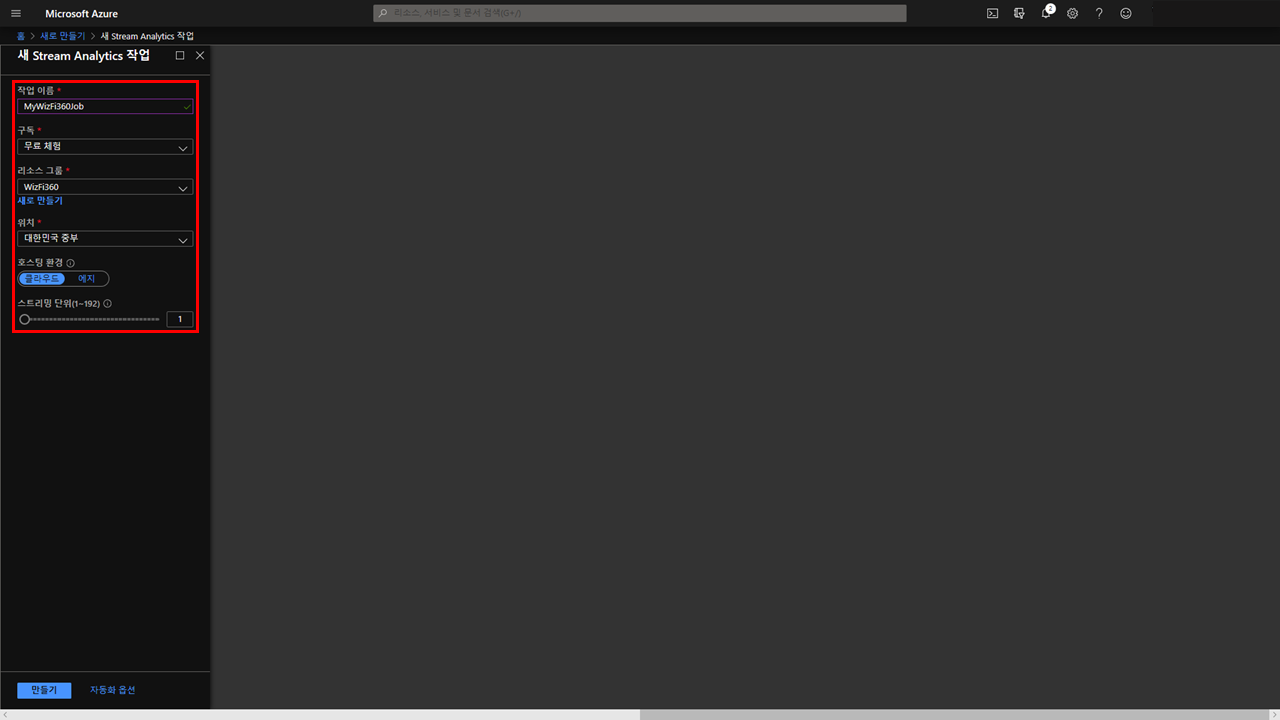 Microsoft Azure
리소스, 서비스 및 문서 검색(G+/)
2
홈 > 새로 만들기 > 새 Stream Analytics 작업
새 Stream Analytics 작업
작업 이름 *
MyWizFi360Job
구독 *
무료 체험
리소스 그룹 *
WizFi360
새로 만들기
위치 *
대한민국 중부
호스팅 환경
클라우드 에지
스트리밍 단위(1~192)
1
만들기 자동화 옵션